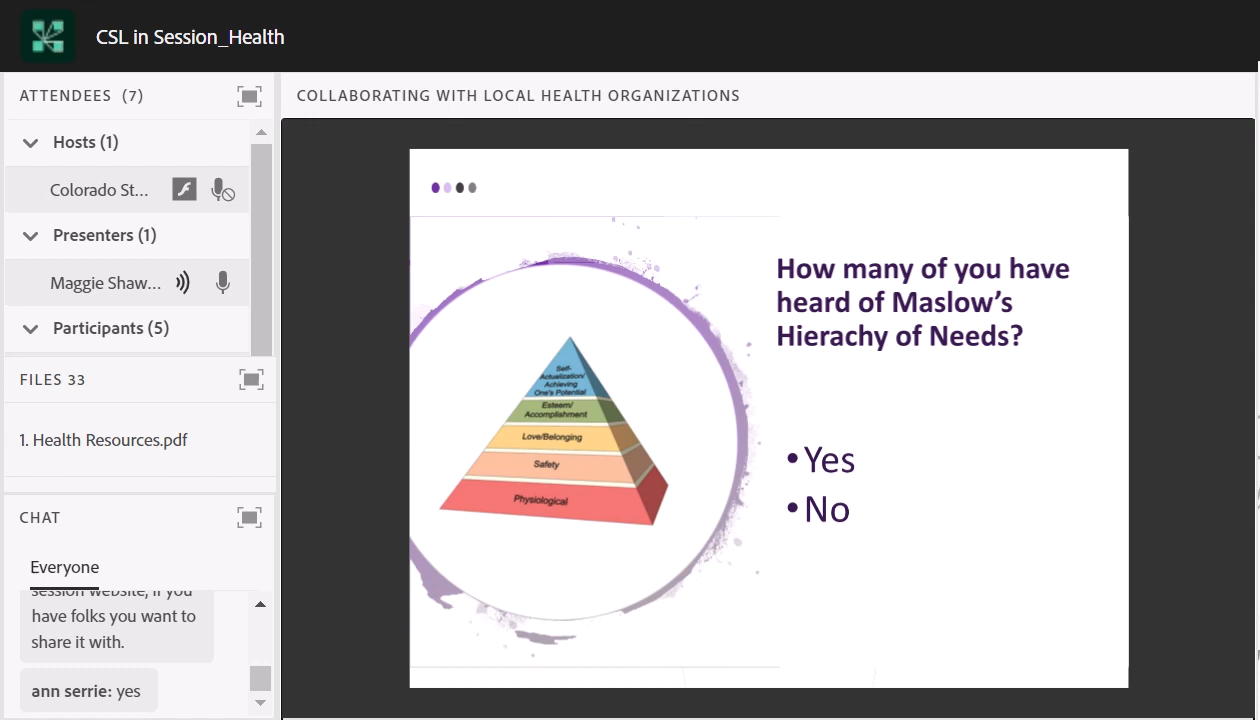 CSL in Session_Health
ATTENDEES (7)
Hosts (1)
Colorado St...
Presenters (1)
Maggie Shaw...
Participants (5)
FILES 33
1. Health Resources.pdf
CHAT
Everyone
session website, if you
have folks you want to
share it with.
ann serrie: yes
COLLABORATING WITH LOCAL HEALTH ORGANIZATIONS
How many of you have
heard of Maslow's
Hierachy of Needs?
Self-
Actualization/
Achieving
One's Potential
Esteem/
Accomplishment
Love/Belonging
Safety
Physiological
•Yes
•No